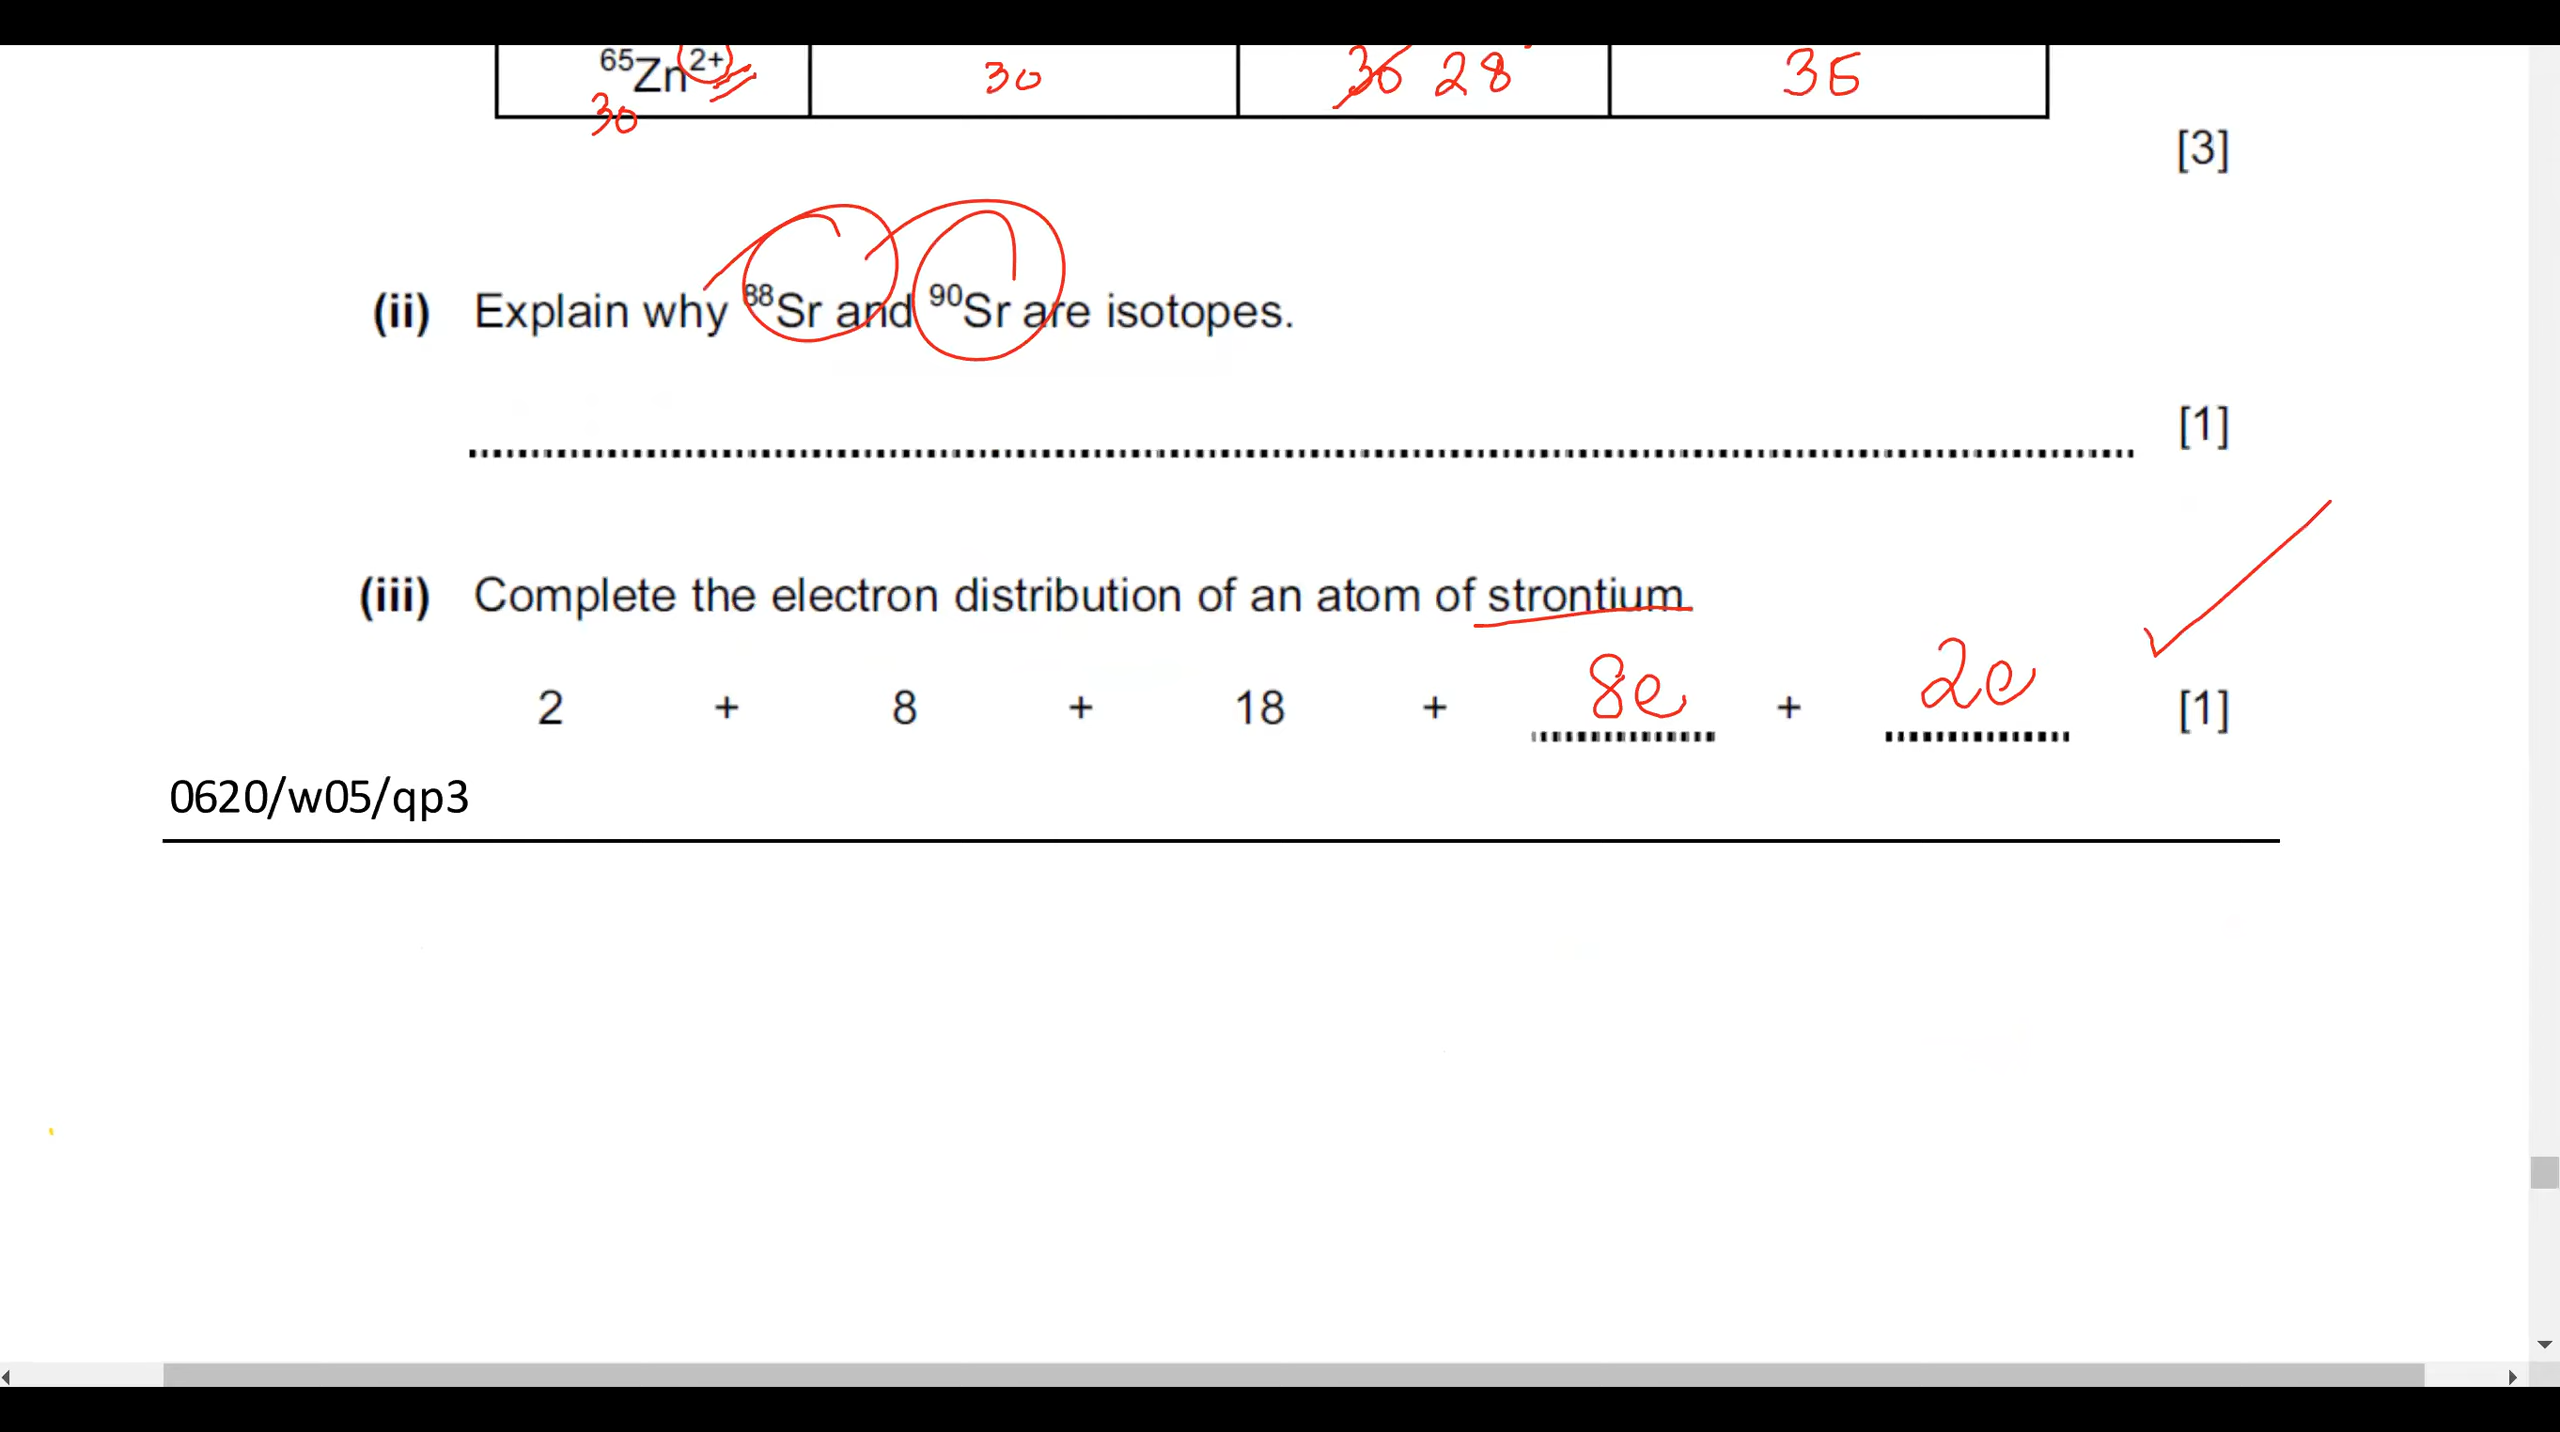 65Zn2+ 30 30 28 35
30
[3]
(ii) Explain why 88Sr and 90Sr are isotopes.
[1]
(iii) Complete the electron distribution of an atom of strontium.
2 + 8 + 18 + 8e + 2e [1]
0620/w05/qp3